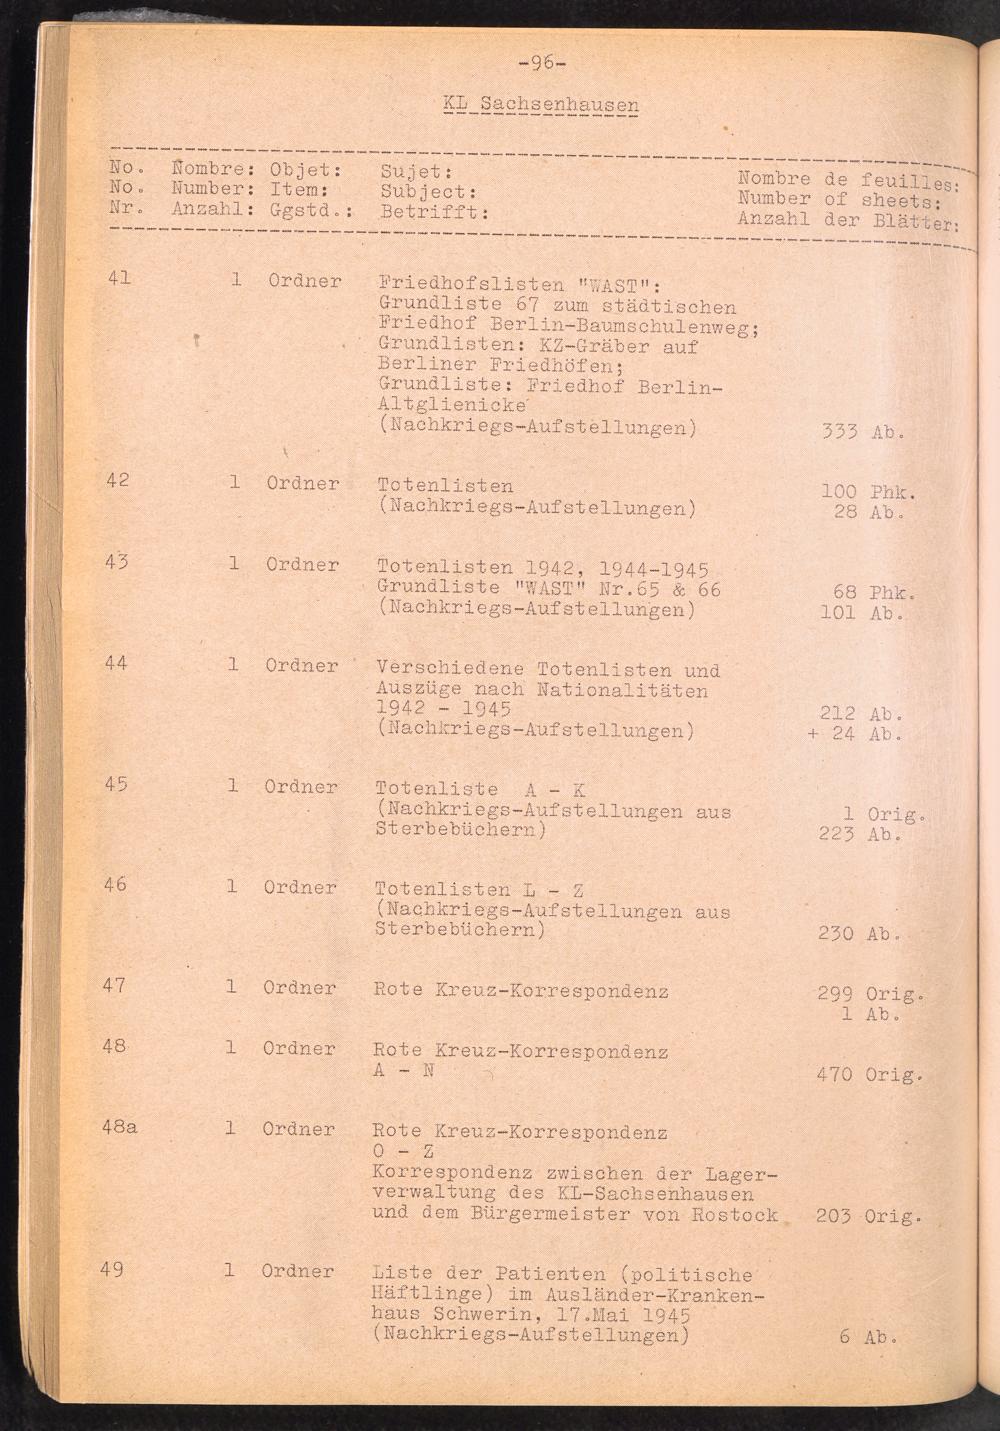 -96-
KL Sachsenhausen
No. Nombre: Objet: Sujet: Nombre de feuilles:
No. Number: Item: Subject: Number of sheets:
Nr. Anzahl: Ggstd.: Betrifft: Anzahl der Blätter:
41 1 Ordner Friedhofslisten "WAST":
Grundliste 67 zum städtischen
Friedhof Berlin-Baumschulenweg;
Grundlisten: KZ-Gräber auf
Berliner Friedhöfen;
Grundliste: Friedhof Berlin-
Altglienicke
(Nachkriegs-Aufstellungen) 333 Ab.
42 1 Ordner Totenlisten 100 Phk.
(Nachkriegs-Aufstellungen) 28 Ab.
43 1 Ordner Totenlisten 1942, 1944-1945
Grundliste "WAST" Nr.65 & 66 68 Phk.
(Nachkriegs-Aufstellungen) 101 Ab.
44 1 Ordner Verschiedene Totenlisten und
Auszüge nach Nationalitäten
1942 - 1945 212 Ab.
(Nachkriegs-Aufstellungen) + 24 Ab.
45 1 Ordner Totenliste A - K
(Nachkriegs-Aufstellungen aus 1 Orig.
Sterbebüchern) 223 Ab.
46 1 Ordner Totenlisten L - Z
(Nachkriegs-Aufstellungen aus
Sterbebüchern) 230 Ab.
47 1 Ordner Rote Kreuz-Korrespondenz 299 Orig.
1 Ab.
48 1 Ordner Rote Kreuz-Korrespondenz
A - N 470 Orig.
48a 1 Ordner Rote Kreuz-Korrespondenz
O - Z
Korrespondenz zwischen der Lager-
verwaltung des KL-Sachsenhausen
und dem Bürgermeister von Rostock 203 Orig.
49 1 Ordner Liste der Patienten (politische
Häftlinge) im Ausländer-Kranken-
haus Schwerin, 17.Mai 1945
(Nachkriegs-Aufstellungen) 6 Ab.